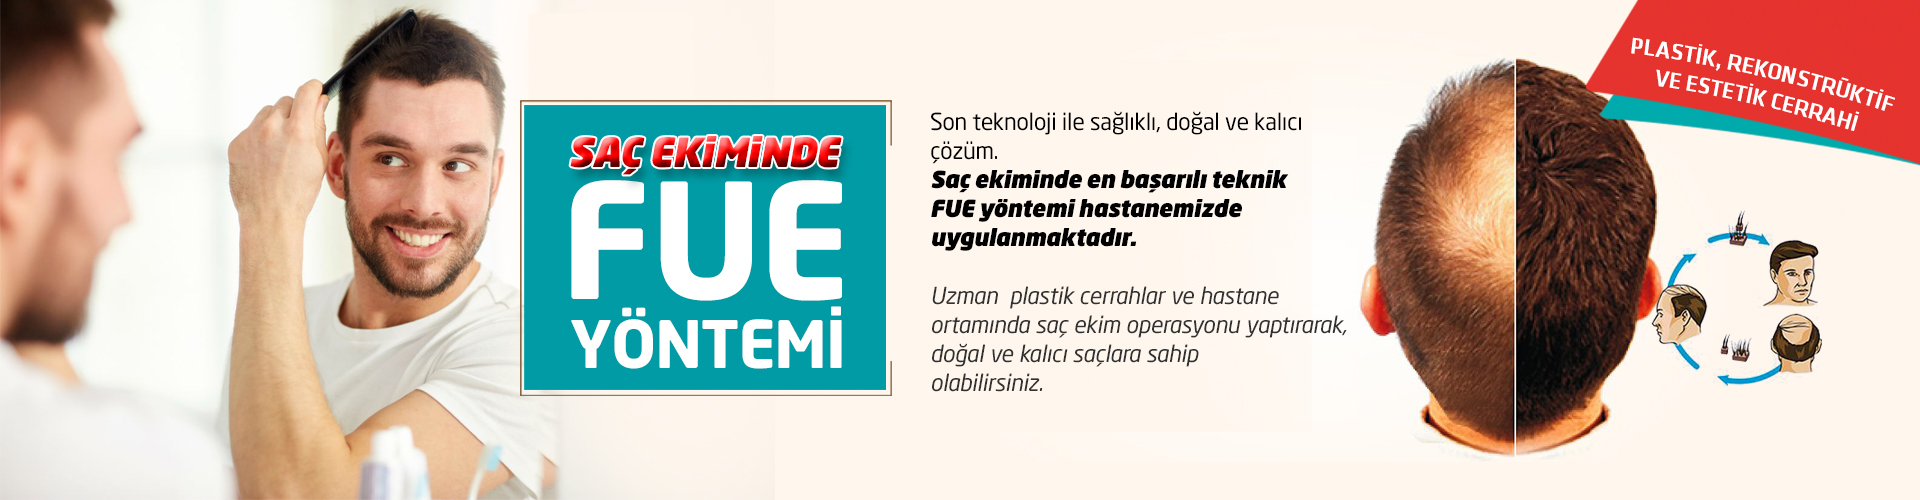 SAÇ EKİMİNDE
FUE
YÖNTEMİ
Son teknoloji ile sağlıklı, doğal ve kalıcı
çözüm.
Saç ekiminde en başarılı teknik
FUE yöntemi hastanemizde
uygulanmaktadır.
Uzman plastik cerrahlar ve hastane
ortamında saç ekim operasyonu yaptırarak,
doğal ve kalıcı saçlara sahip
olabilirsiniz.
PLASTİK, REKONSTRÜKTİF
VE ESTETİK CERRAHİ